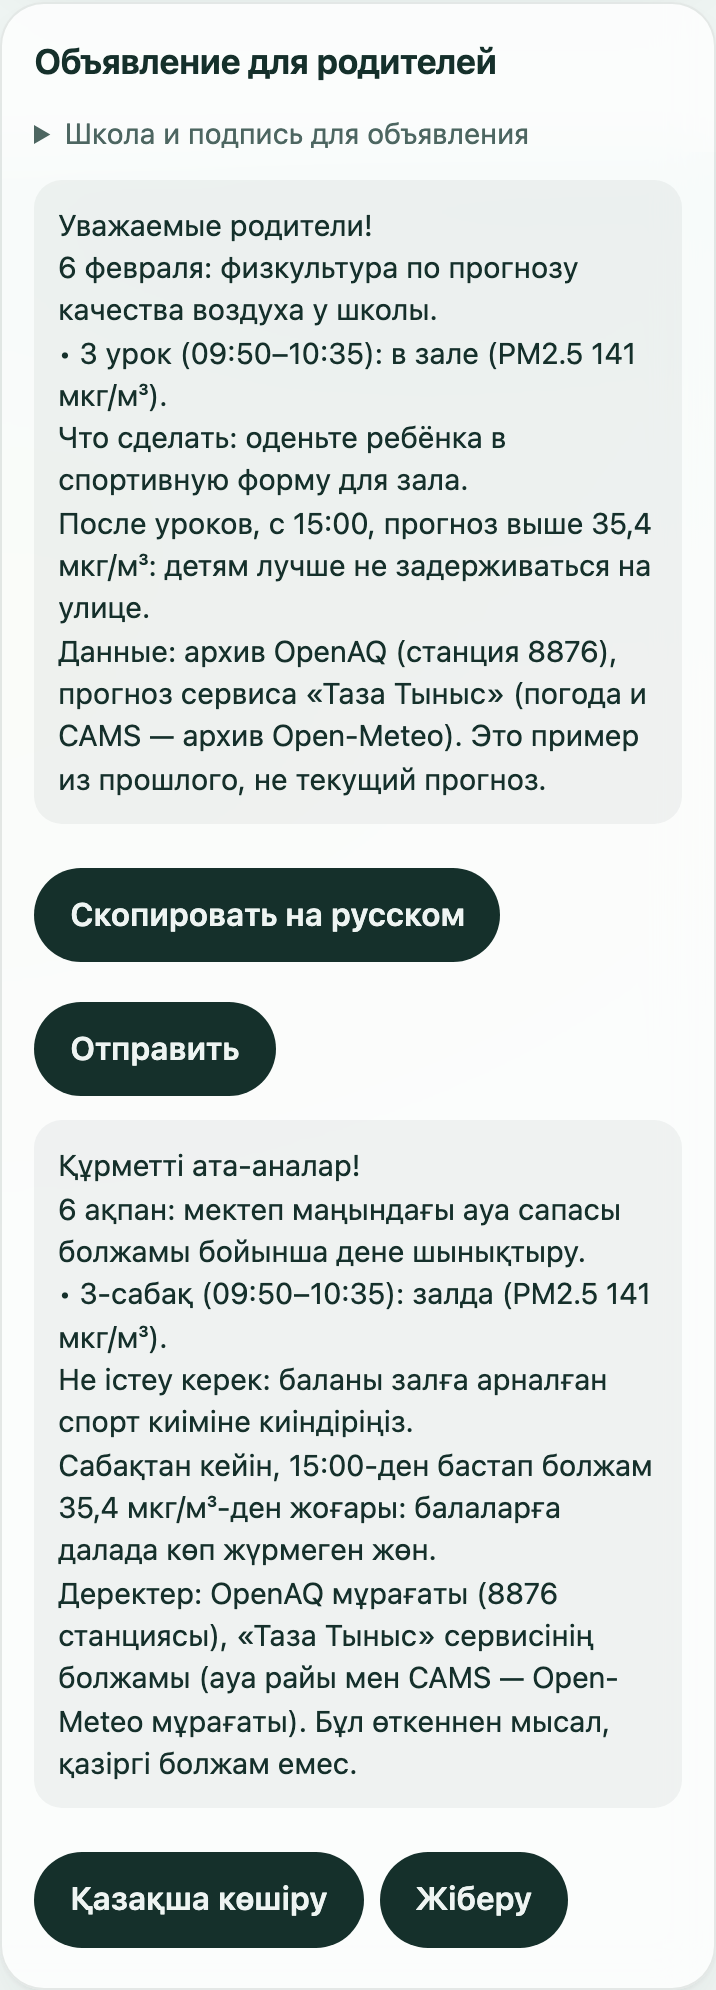 Объявление для родителей
Школа и подпись для объявления
Уважаемые родители!
6 февраля: физкультура по прогнозу
качества воздуха у школы.
• 3 урок (09:50–10:35): в зале (PM2.5 141
мкг/м³).
Что сделать: оденьте ребёнка в
спортивную форму для зала.
После уроков, с 15:00, прогноз выше 35,4
мкг/м³: детям лучше не задерживаться на
улице.
Данные: архив OpenAQ (станция 8876),
прогноз сервиса «Таза Тыныс» (погода и
CAMS — архив Open-Meteo). Это пример
из прошлого, не текущий прогноз.
Скопировать на русском
Отправить
Құрметті ата-аналар!
6 ақпан: мектеп маңындағы ауа сапасы
болжамы бойынша дене шынықтыру.
• 3-сабақ (09:50–10:35): залда (PM2.5 141
мкг/м³).
Не істеу керек: баланы залға арналған
спорт киіміне киіндіріңіз.
Сабақтан кейін, 15:00-ден бастап болжам
35,4 мкг/м³-ден жоғары: балаларға
далада көп жүрмеген жөн.
Деректер: OpenAQ мұрағаты (8876
станциясы), «Таза Тыныс» сервисінің
болжамы (ауа райы мен CAMS — Open-
Meteo мұрағаты). Бұл өткеннен мысал,
қазіргі болжам емес.
Қазақша көшіру
Жіберу